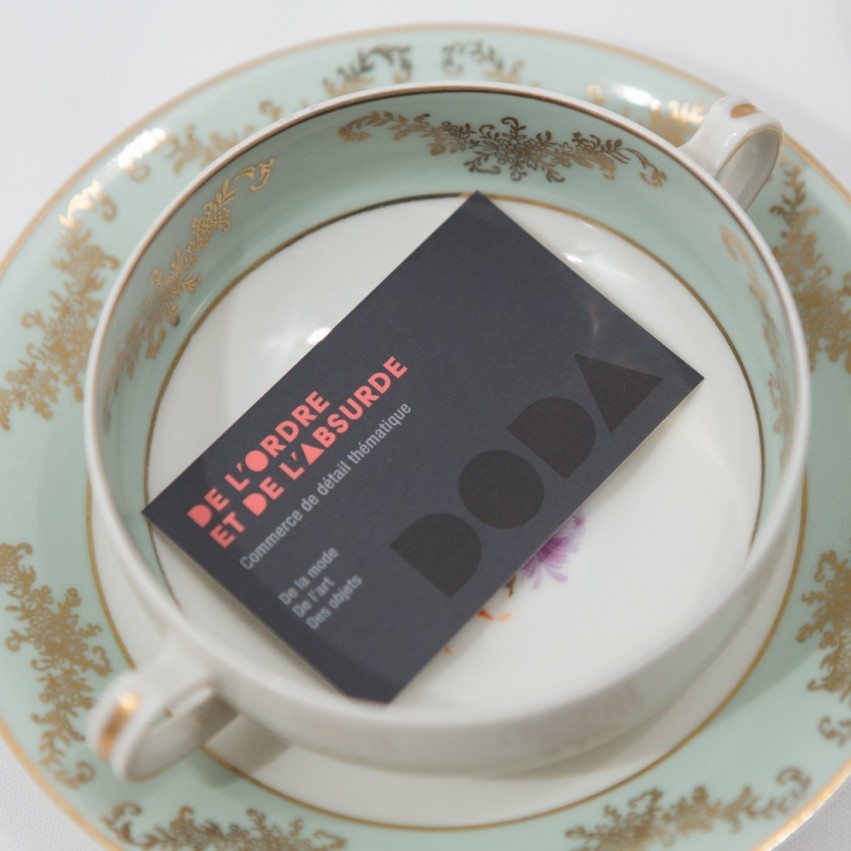 DE L'ORDRE
ET DE L'ABSURDE
Commerce de détail thématique
De la mode
De l'art
Des objets
DODA